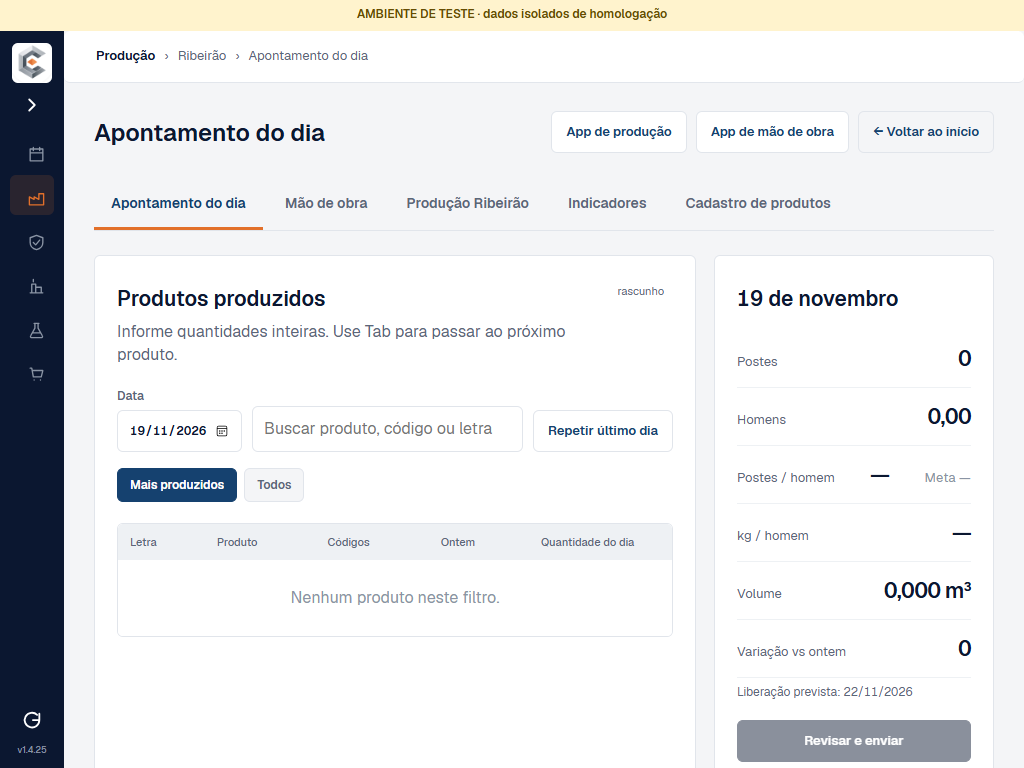 AMBIENTE DE TESTE · dados isolados de homologação
Produção › Ribeirão › Apontamento do dia
Apontamento do dia
App de produção
App de mão de obra
← Voltar ao início
Apontamento do dia
Mão de obra
Produção Ribeirão
Indicadores
Cadastro de produtos
Produtos produzidos
rascunho
Informe quantidades inteiras. Use Tab para passar ao próximo
produto.
Data
19/11/2026
Buscar produto, código ou letra
Repetir último dia
Mais produzidos
Todos
Letra Produto Códigos Ontem Quantidade do dia
Nenhum produto neste filtro.
19 de novembro
Postes 0
Homens 0,00
Postes / homem — Meta —
kg / homem —
Volume 0,000 m³
Variação vs ontem 0
Liberação prevista: 22/11/2026
Revisar e enviar
v1.4.25